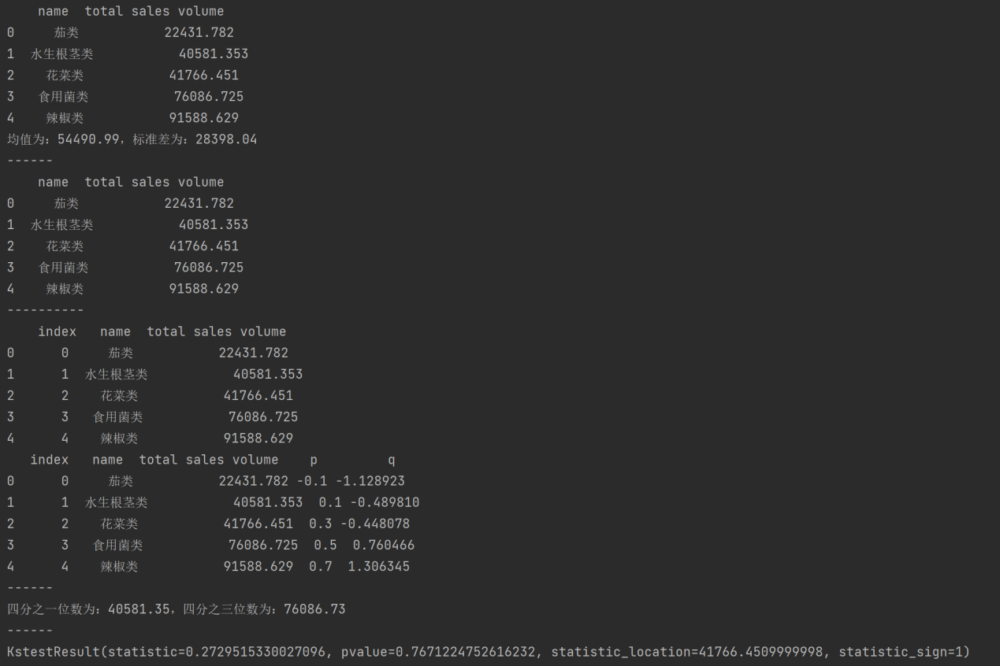 name total sales volume
0 茄类 22431.782
1 水生根茎类 40581.353
2 花菜类 41766.451
3 食用菌类 76086.725
4 辣椒类 91588.629
均值为：54490.99，标准差为：28398.04
------
name total sales volume
0 茄类 22431.782
1 水生根茎类 40581.353
2 花菜类 41766.451
3 食用菌类 76086.725
4 辣椒类 91588.629
----------
index name total sales volume
0 0 茄类 22431.782
1 1 水生根茎类 40581.353
2 2 花菜类 41766.451
3 3 食用菌类 76086.725
4 4 辣椒类 91588.629
index name total sales volume p q
0 0 茄类 22431.782 -0.1 -1.128923
1 1 水生根茎类 40581.353 0.1 -0.489810
2 2 花菜类 41766.451 0.3 -0.448078
3 3 食用菌类 76086.725 0.5 0.760466
4 4 辣椒类 91588.629 0.7 1.306345
------
四分之一位数为：40581.35，四分之三位数为：76086.73
------
KstestResult(statistic=0.2729515330027096, pvalue=0.7671224752616232, statistic_location=41766.4509999998, statistic_sign=1)